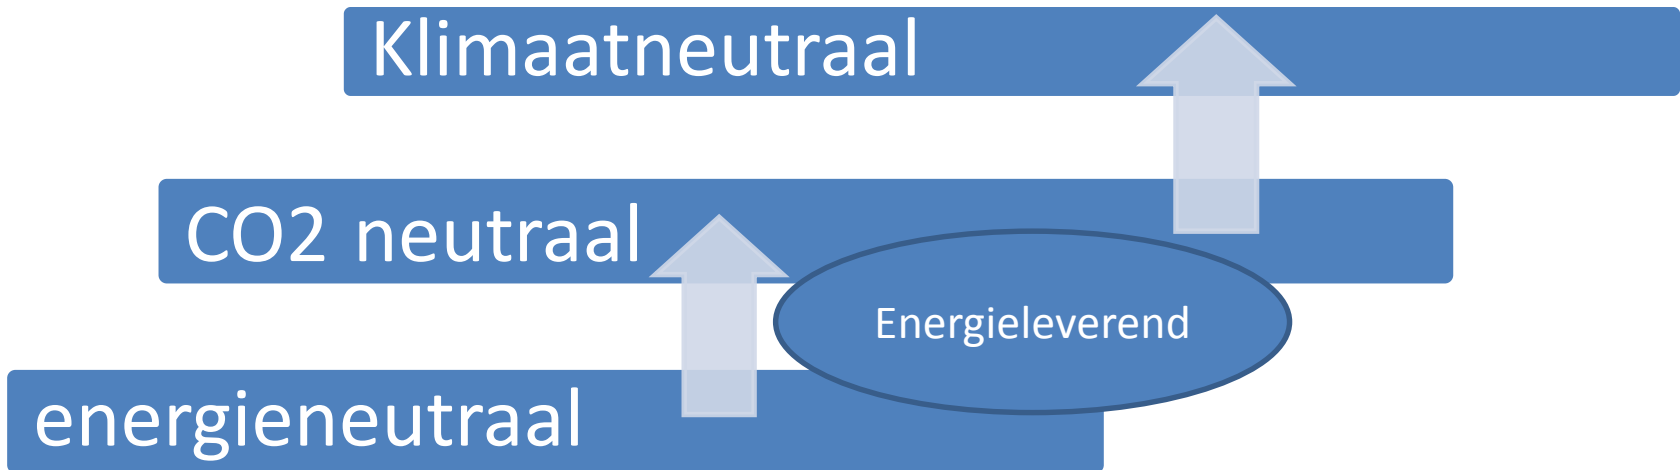 Klimaatneutraal
CO2 neutraal
Energieleverend
energieneutraal